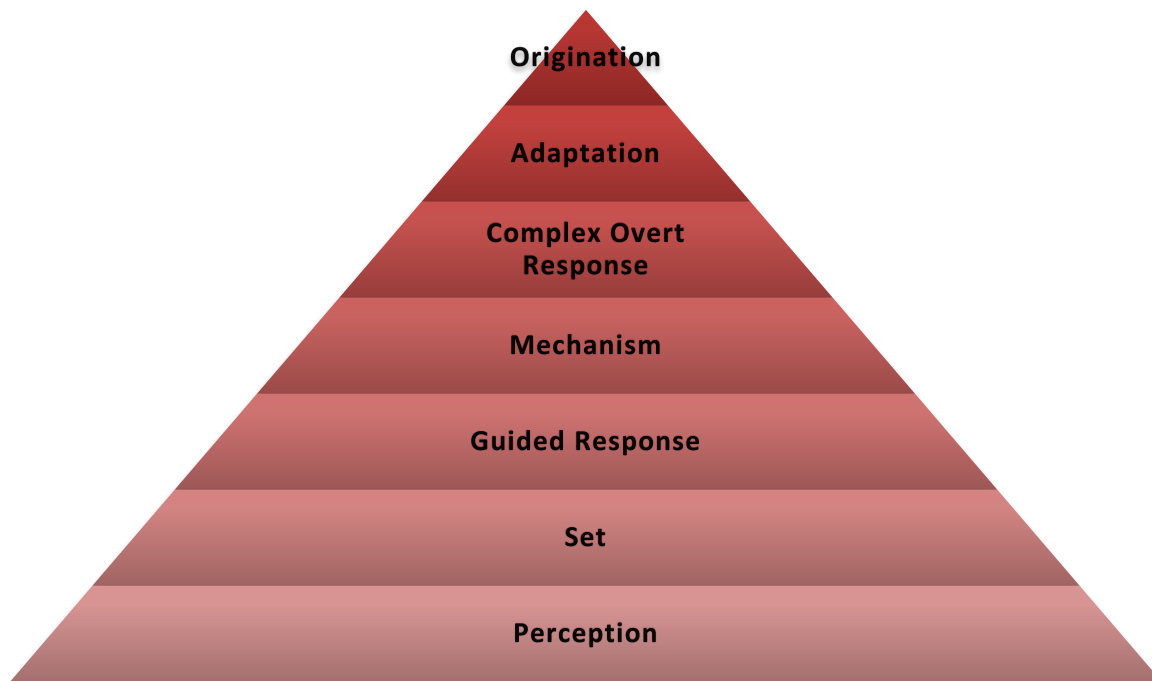 Origination
Adaptation
Complex Overt
Response
Mechanism
Guided Response
Set
Perception